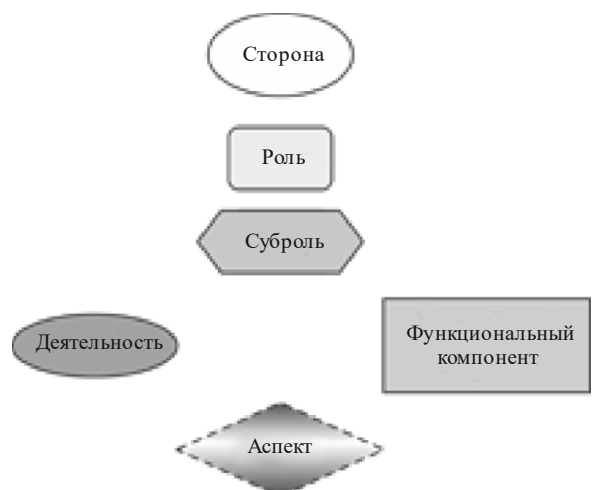 Сторона
Роль
Суброль
Деятельность
Функциональный
компонент
Аспект